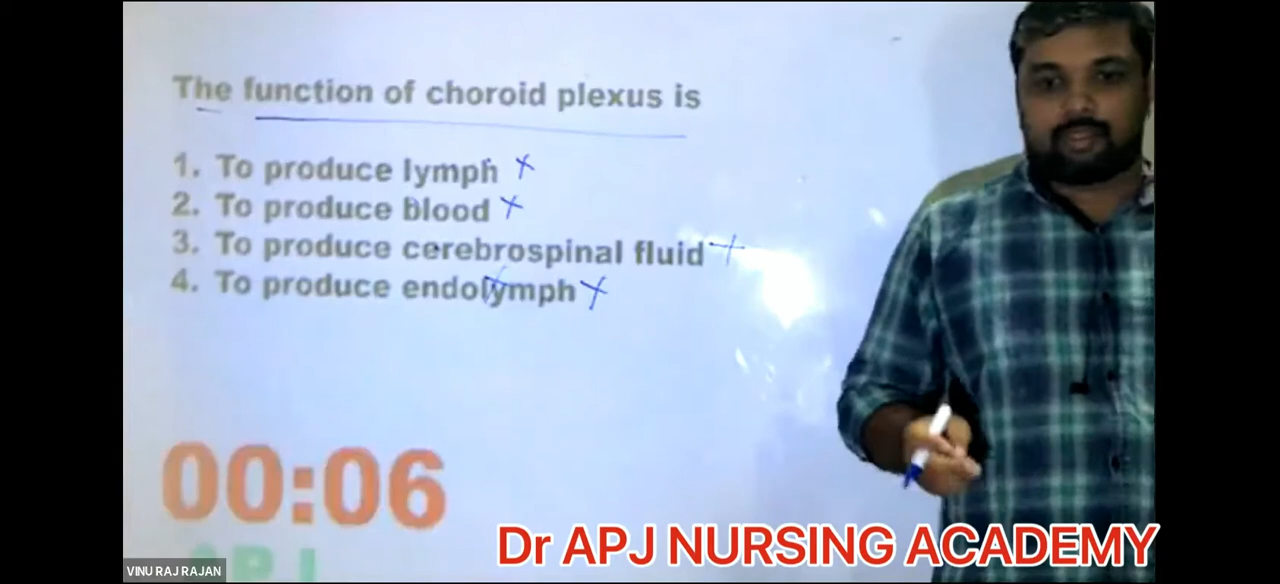 The function of choroid plexus is
1. To produce lymph
2. To produce blood
3. To produce cerebrospinal fluid
4. To produce endolymph
00:06
APJ
Dr APJ NURSING ACADEMY
VINU RAJ RAJAN